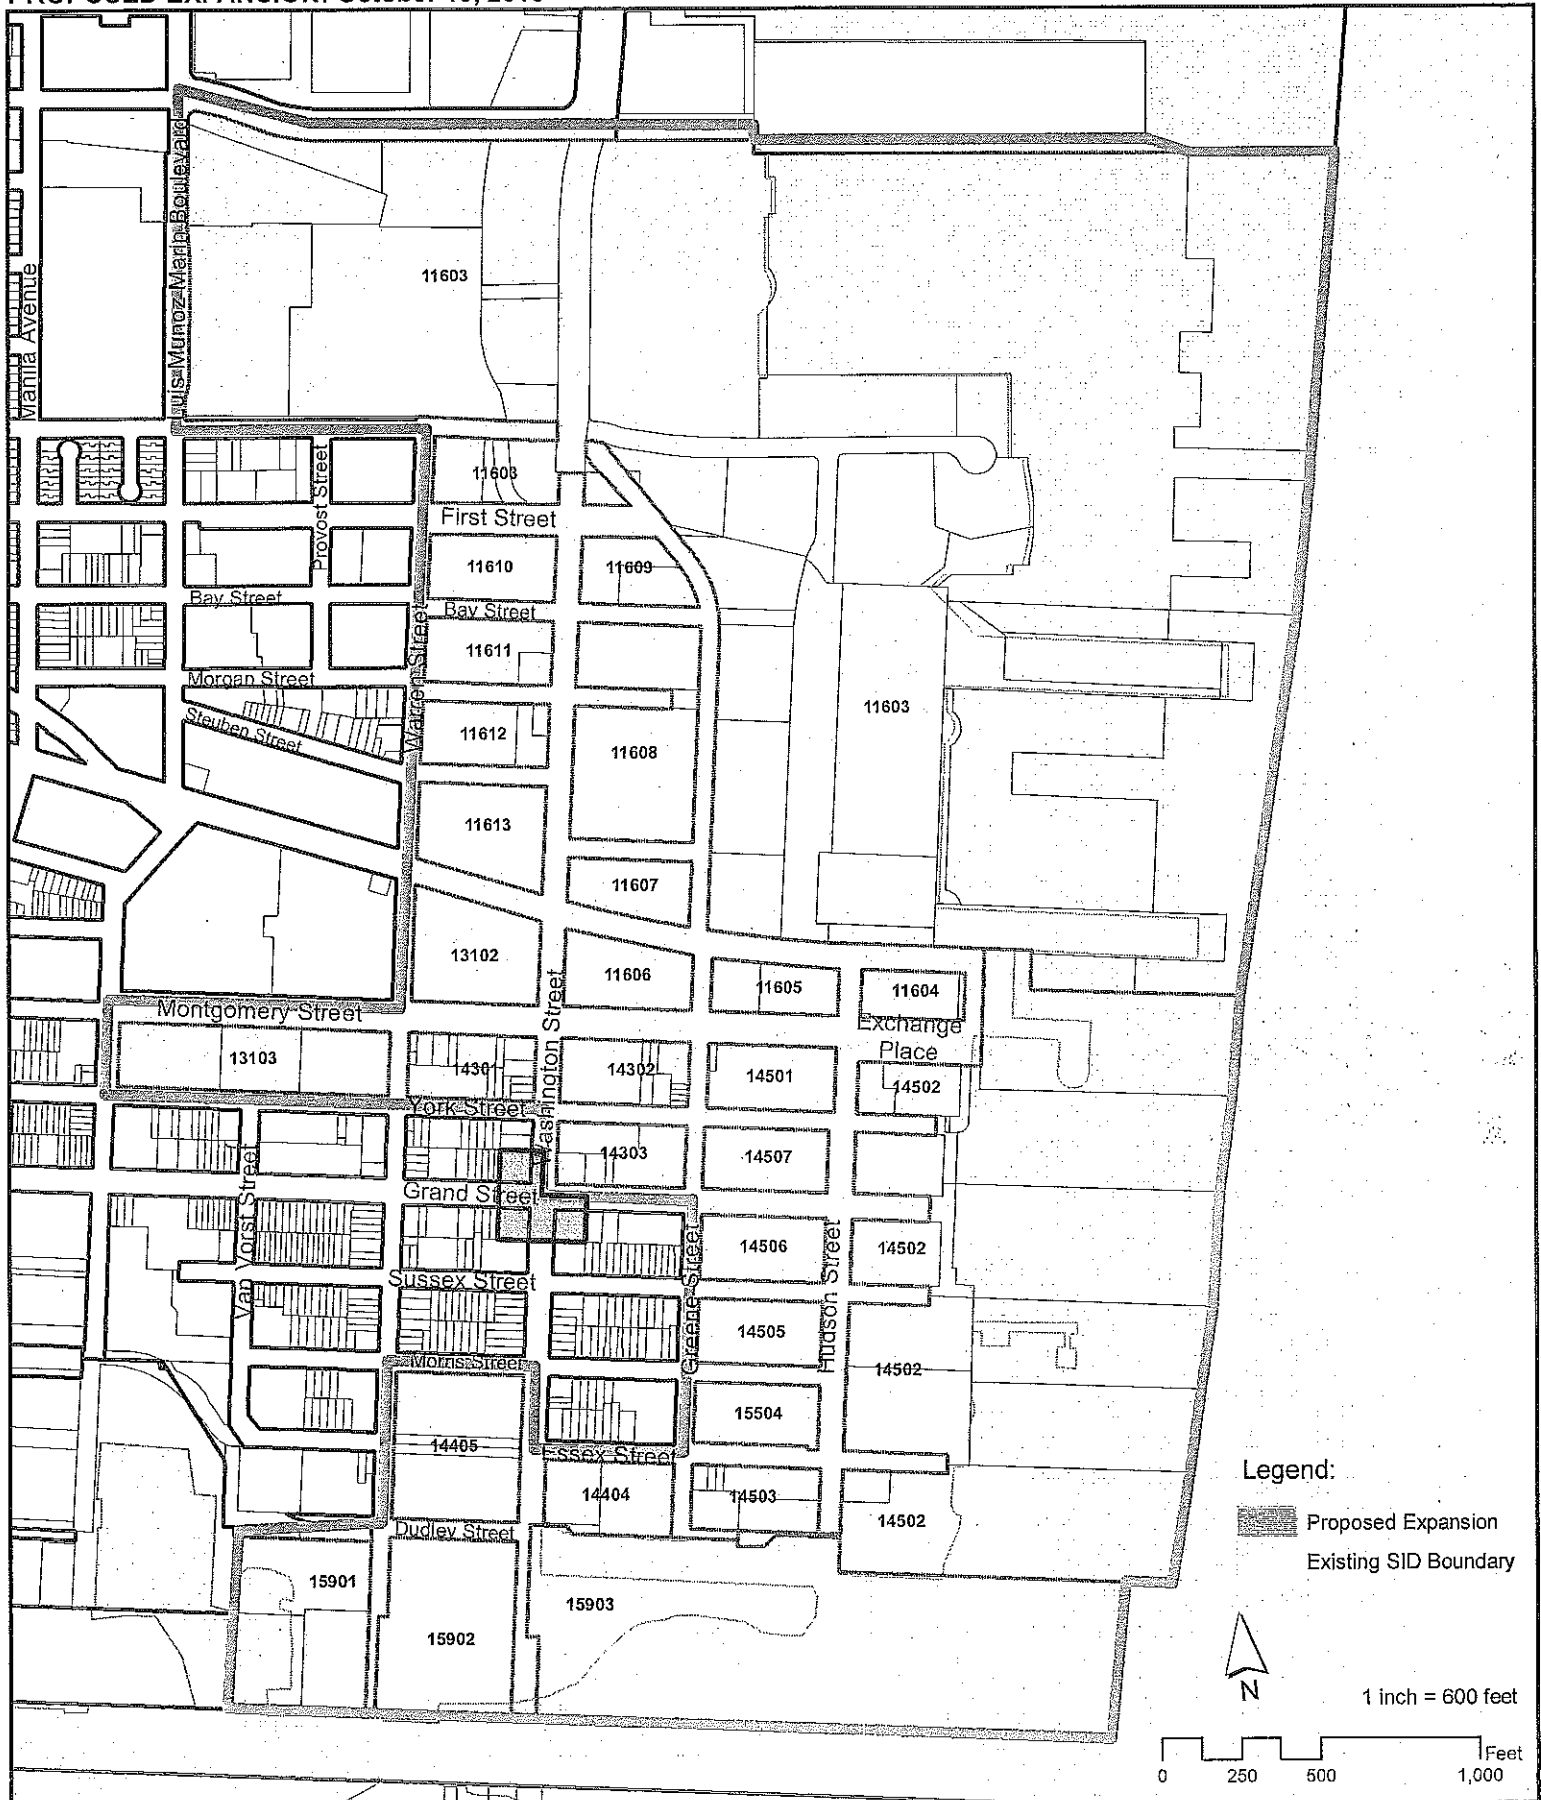 PROPOSED EXPANSION: October
Manila Avenue
Luis Munoz Marin Boulevard
11603
Provost Street
11603
First Street
11610
11609
Bay Street
Bay Street
Warren Street
11611
Morgan Street
11603
Steuben Street
11612
11608
11613
11607
13102
11606
11605
11604
Washington Street
Montgomery Street
Exchange
Place
13103
14301
14302
14501
14502
York Street
14303
14507
Grand Street
Van Vorst Street
14506
14502
Greene Street
Hudson Street
Sussex Street
14505
Morris Street
14502
15504
14405
Essex Street
Legend:
14404
14503
14502
Proposed Expansion
Dudley Street
Existing SID Boundary
15901
15903
15902
N
1 inch = 600 feet
Feet
0 250 500 1,000